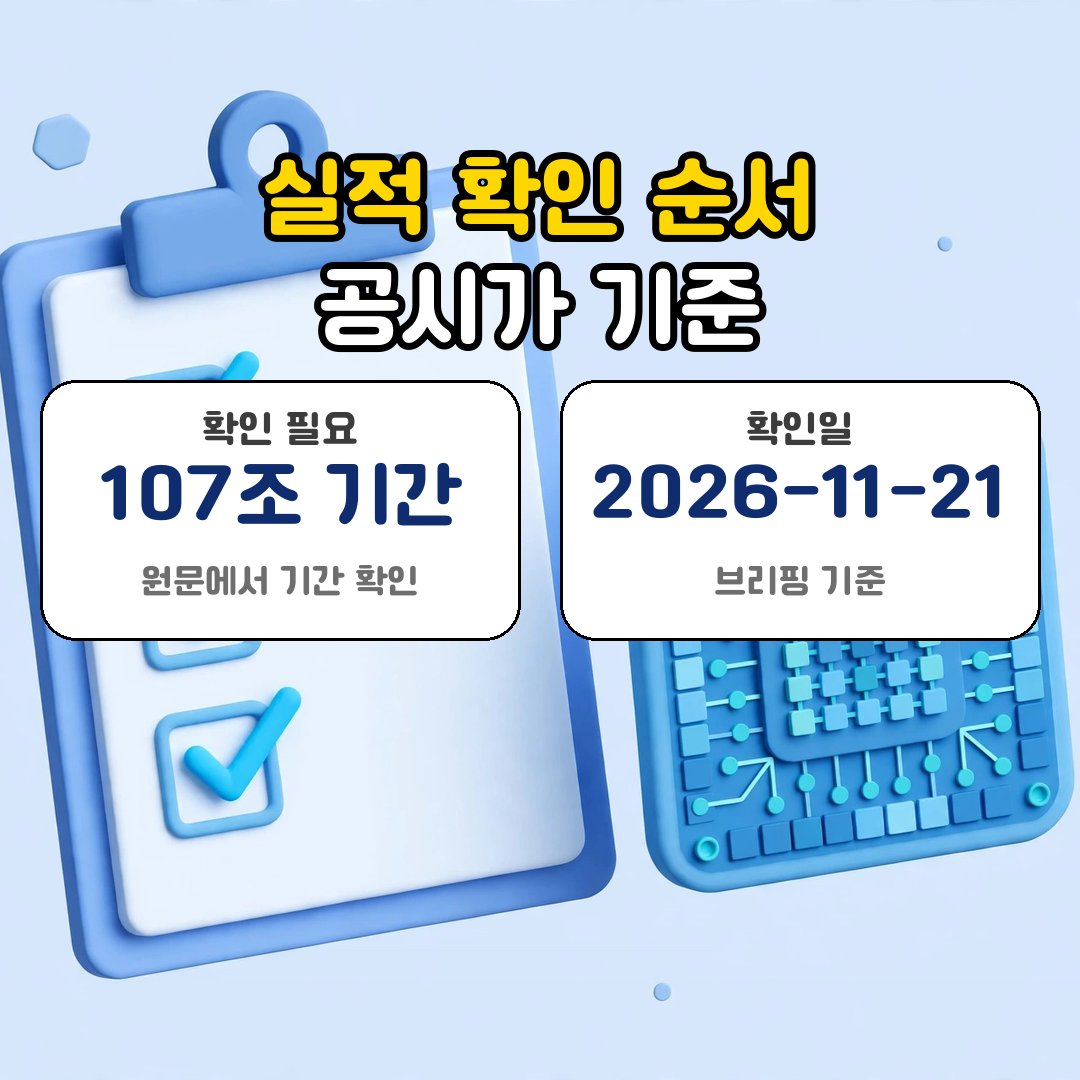 실적 확인 순서
공시가 기준
확인 필요
107조 기간
원문에서 기간 확인
확인일
2026-11-21
브리핑 기준